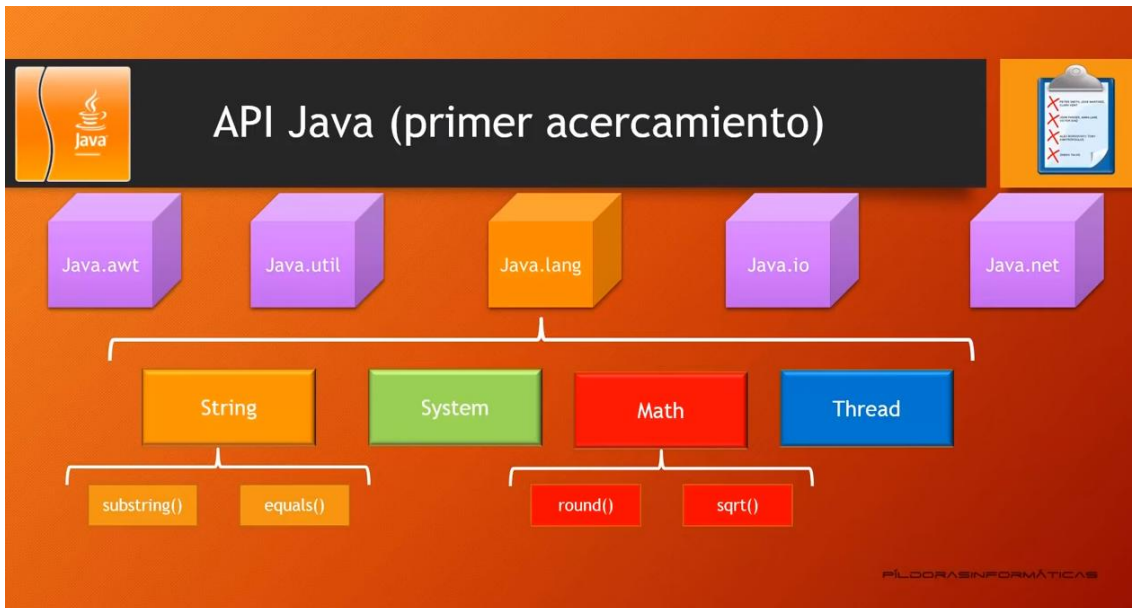 Java
API Java (primer acercamiento)
Java.awt
Java.util
Java.lang
Java.io
Java.net
String
System
Math
Thread
substring()
equals()
round()
sqrt()
PÍLDORASINFORMÁTICAS